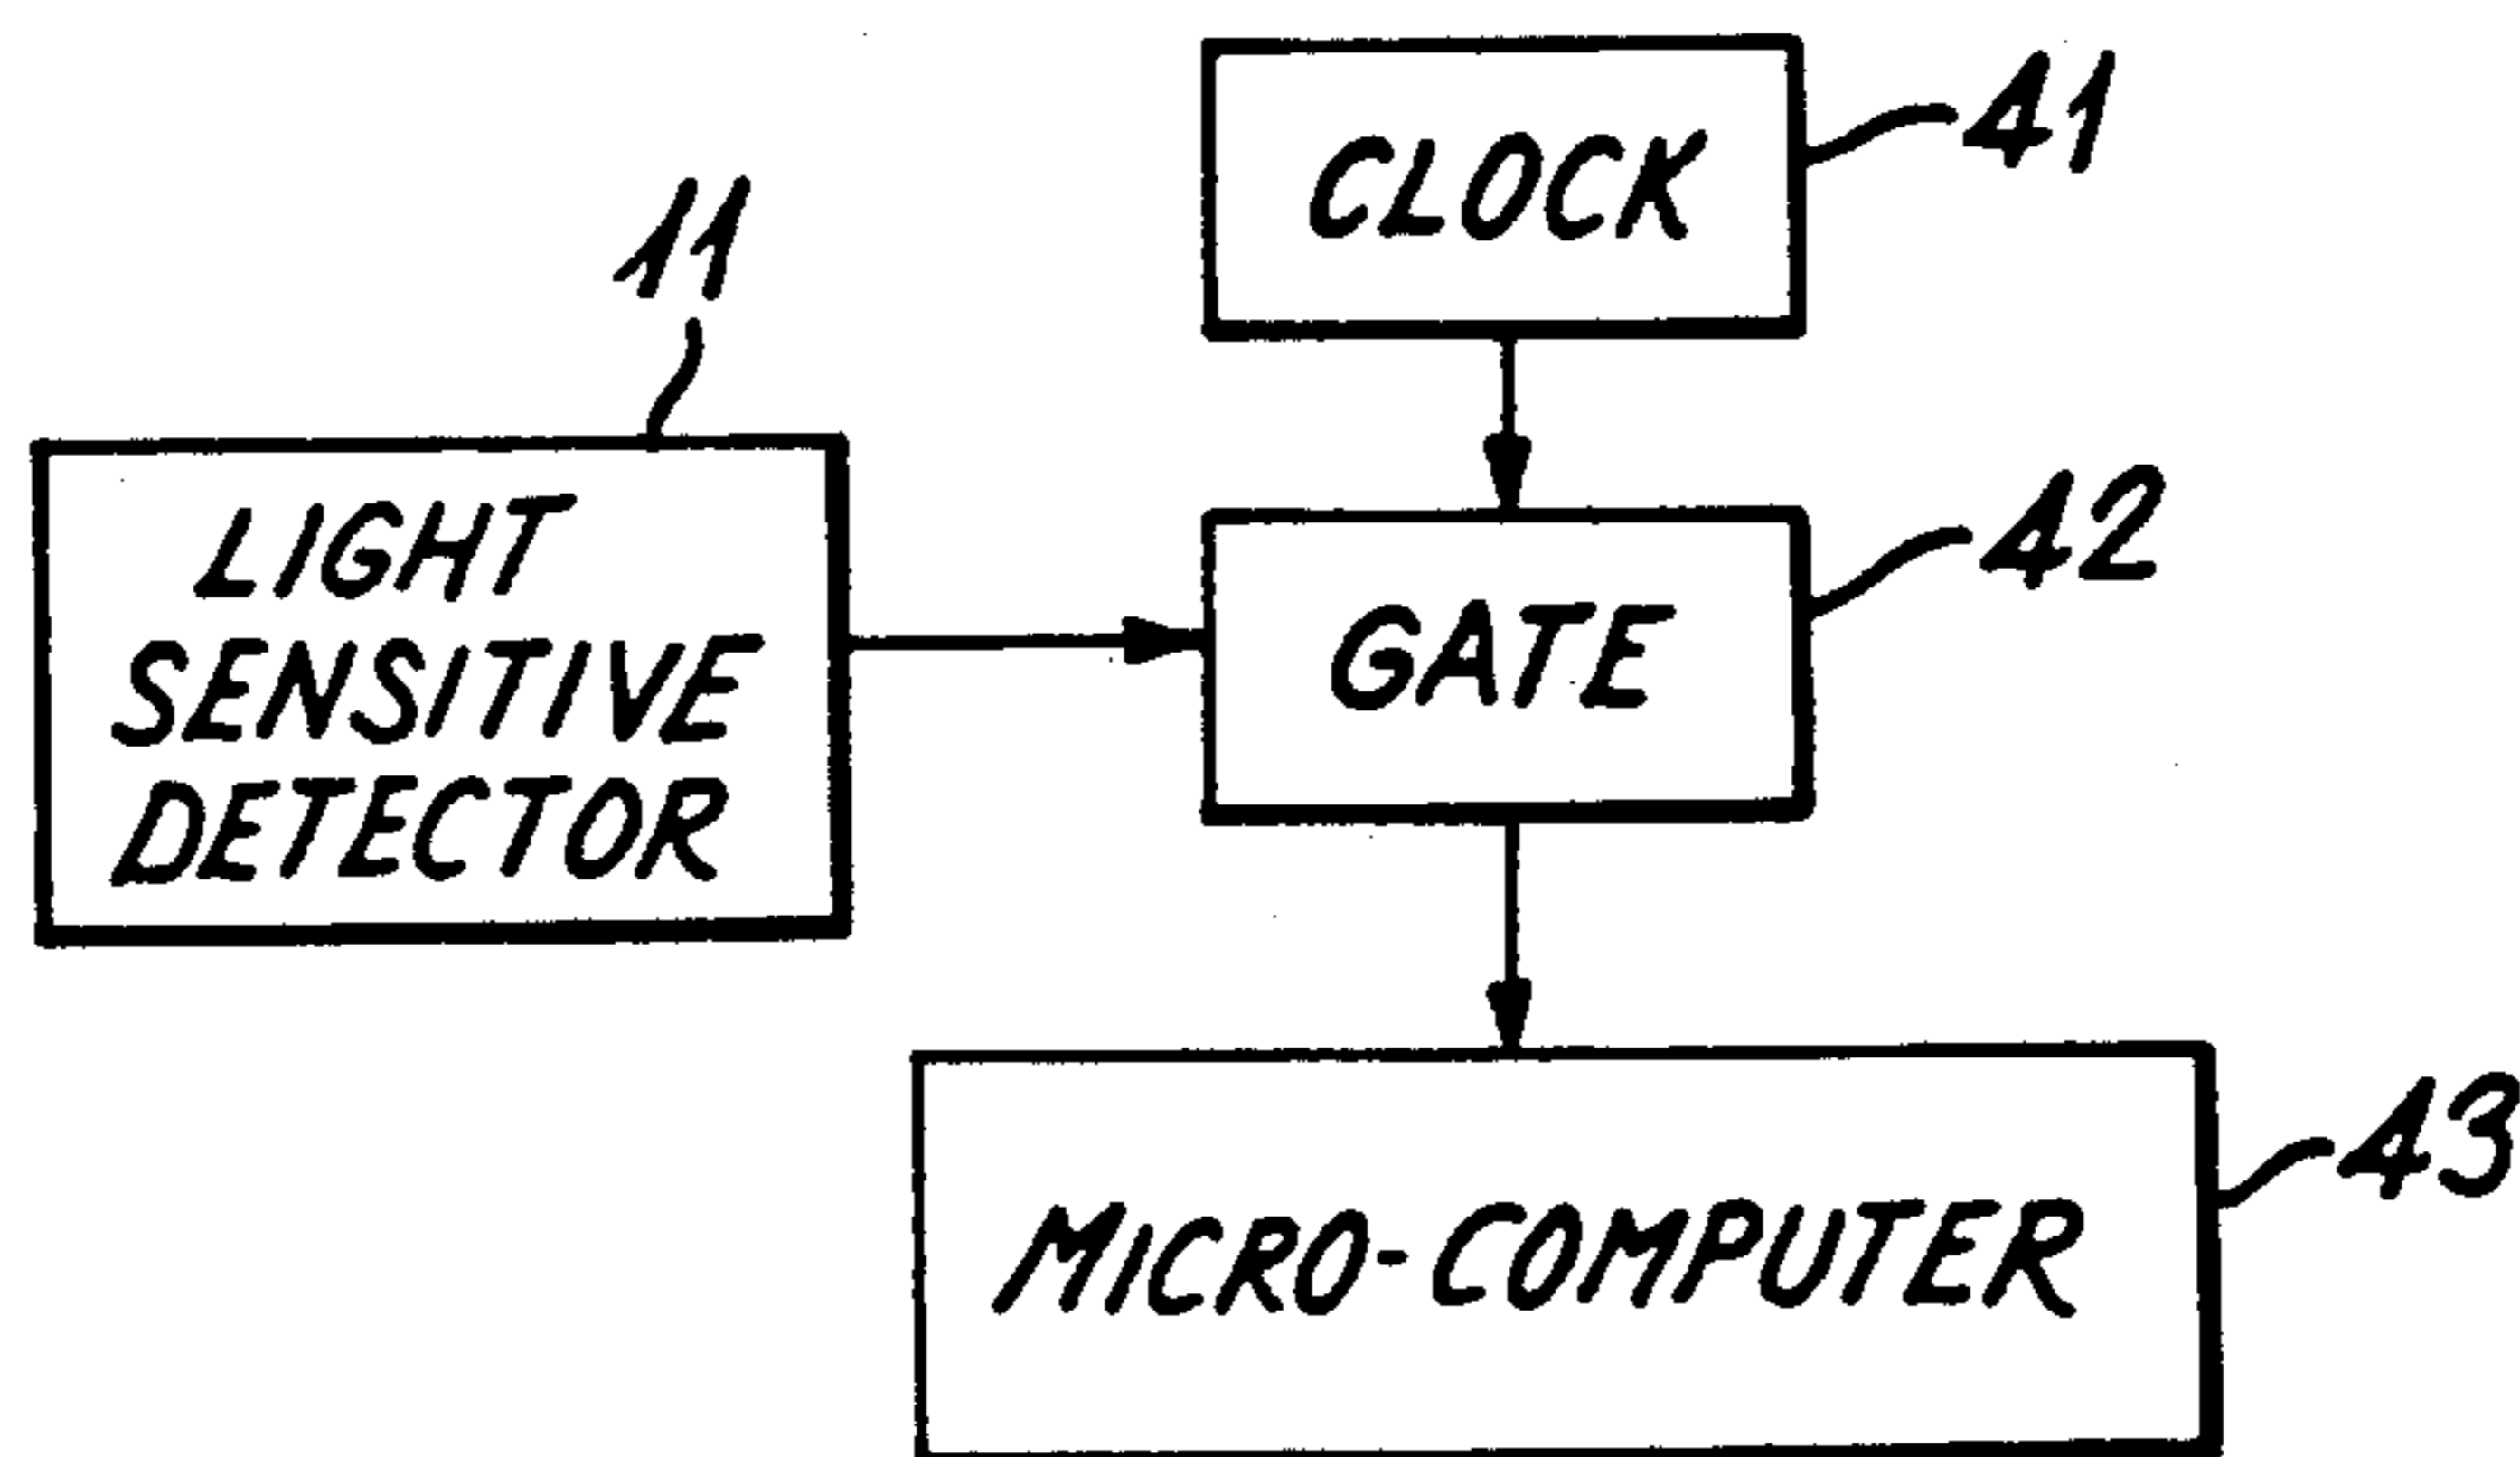 CLOCK
41
11
LIGHT
SENSITIVE
DETECTOR
GATE
42
MICRO-COMPUTER
43